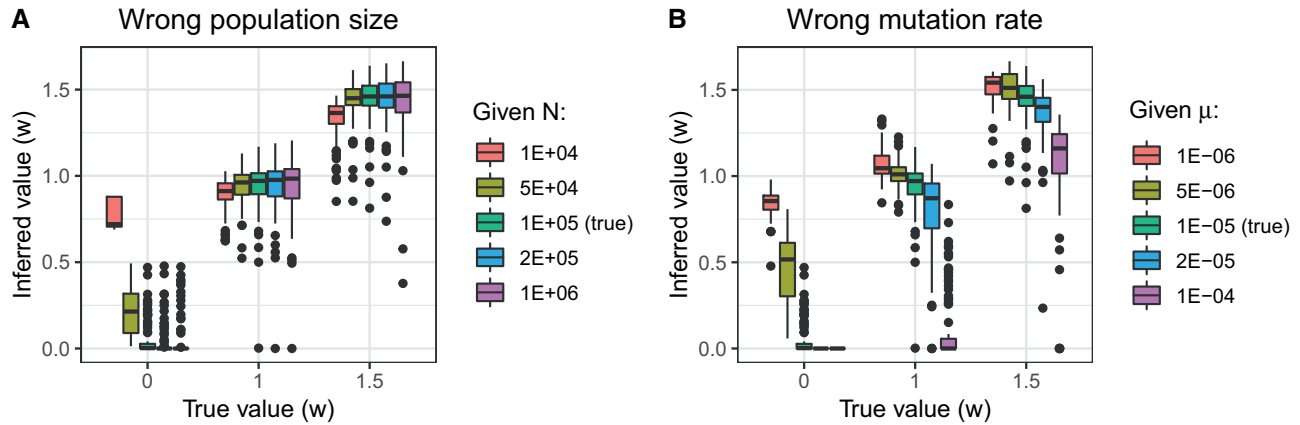 A
Wrong population size
Inferred value (w)
1.5
1.0
0.5
0.0
0
1
1.5
True value (w)
Given N:
1E+04
5E+04
1E+05 (true)
2E+05
1E+06
B
Wrong mutation rate
Inferred value (w)
1.5
1.0
0.5
0.0
0
1
1.5
True value (w)
Given μ:
1E−06
5E−06
1E−05 (true)
2E−05
1E−04